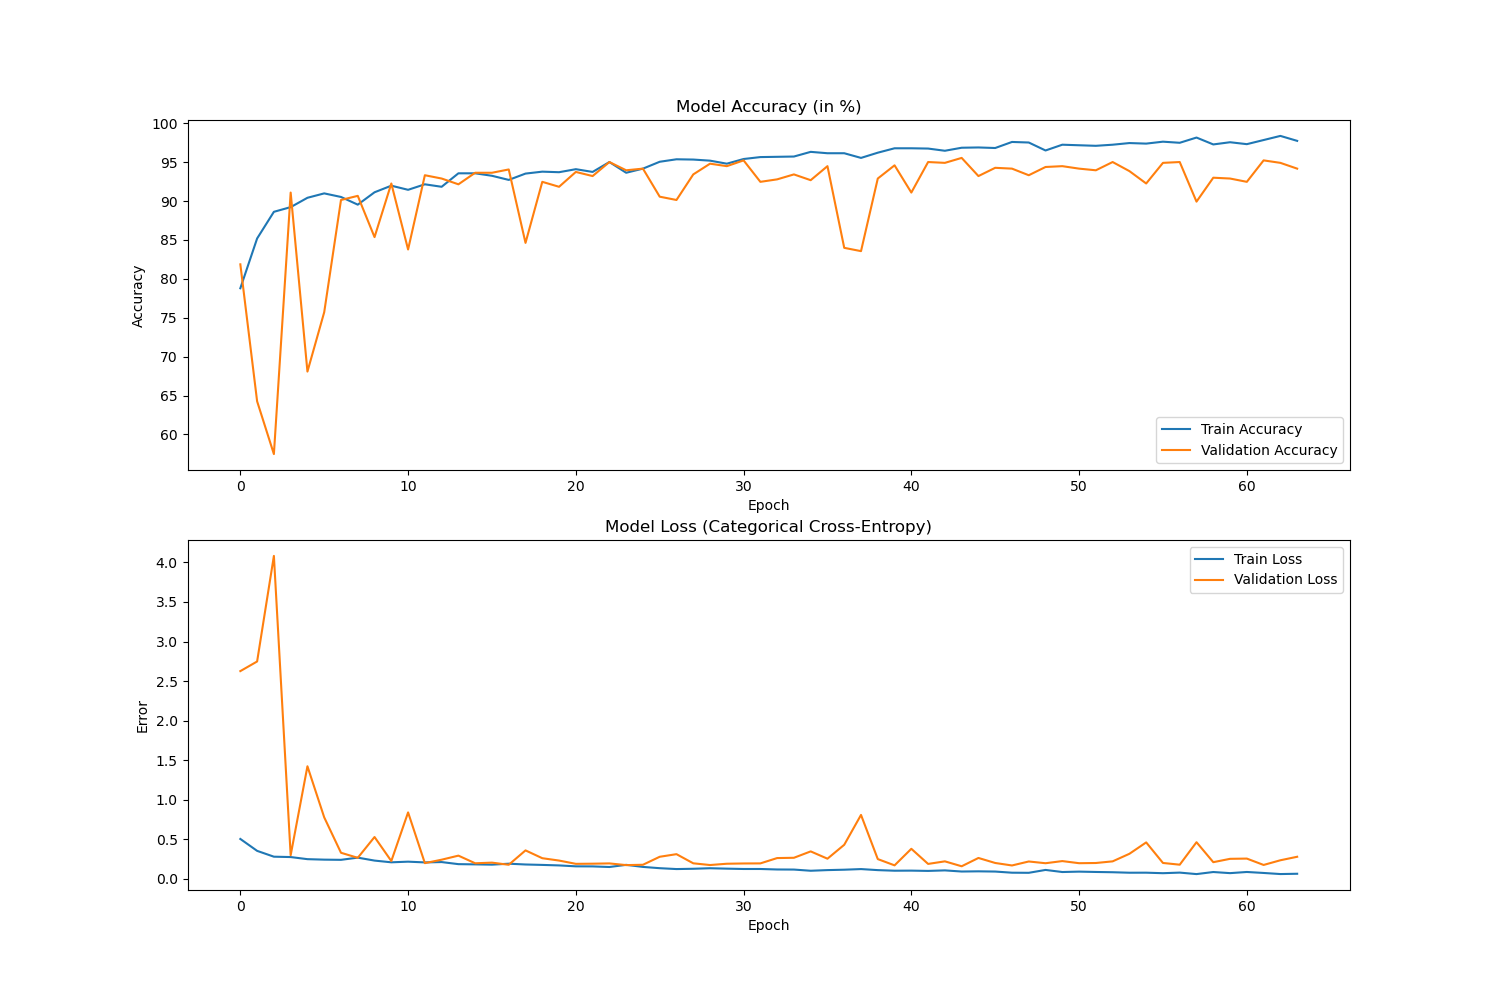 Model Accuracy (in %)
100
95
90
85
80
75
70
65
60
Accuracy
Train Accuracy
Validation Accuracy
0 10 20 30 40 50 60
Epoch
Model Loss (Categorical Cross-Entropy)
4.0
3.5
3.0
2.5
2.0
1.5
1.0
0.5
0.0
Error
Train Loss
Validation Loss
0 10 20 30 40 50 60
Epoch